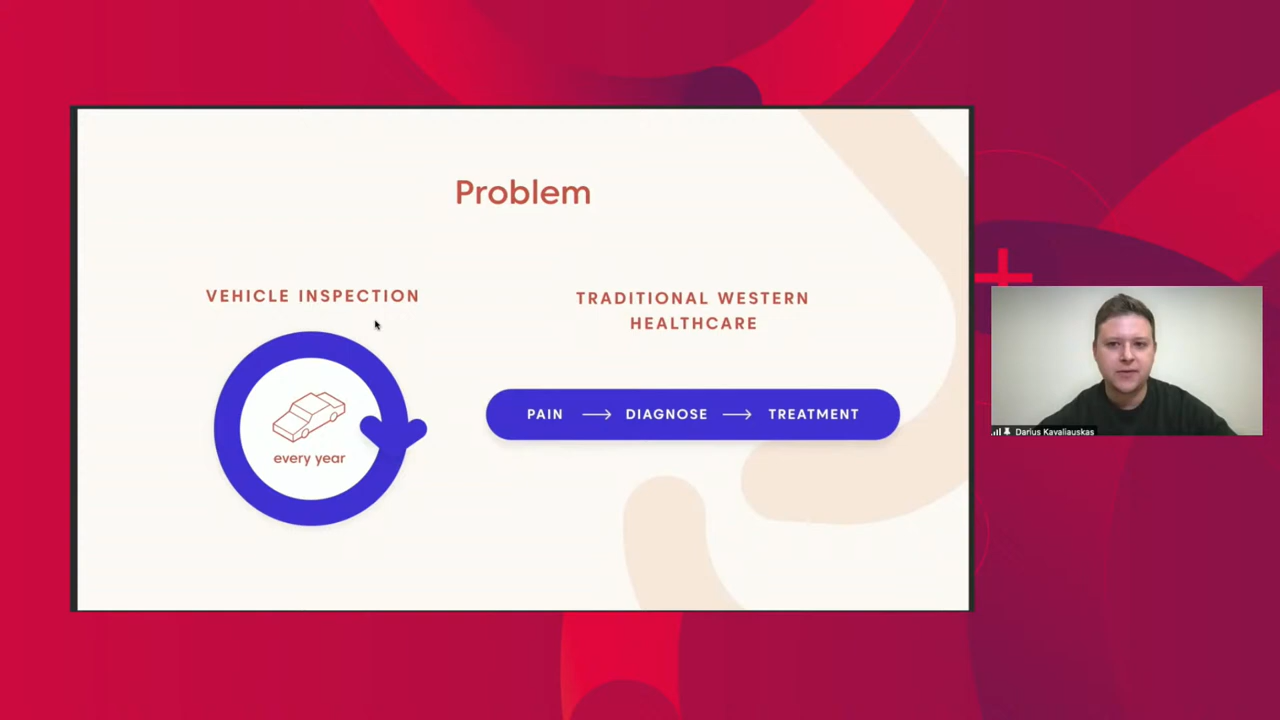 Problem
VEHICLE INSPECTION
every year
TRADITIONAL WESTERN
HEALTHCARE
PAIN → DIAGNOSE → TREATMENT
Darius Kavaliauskas